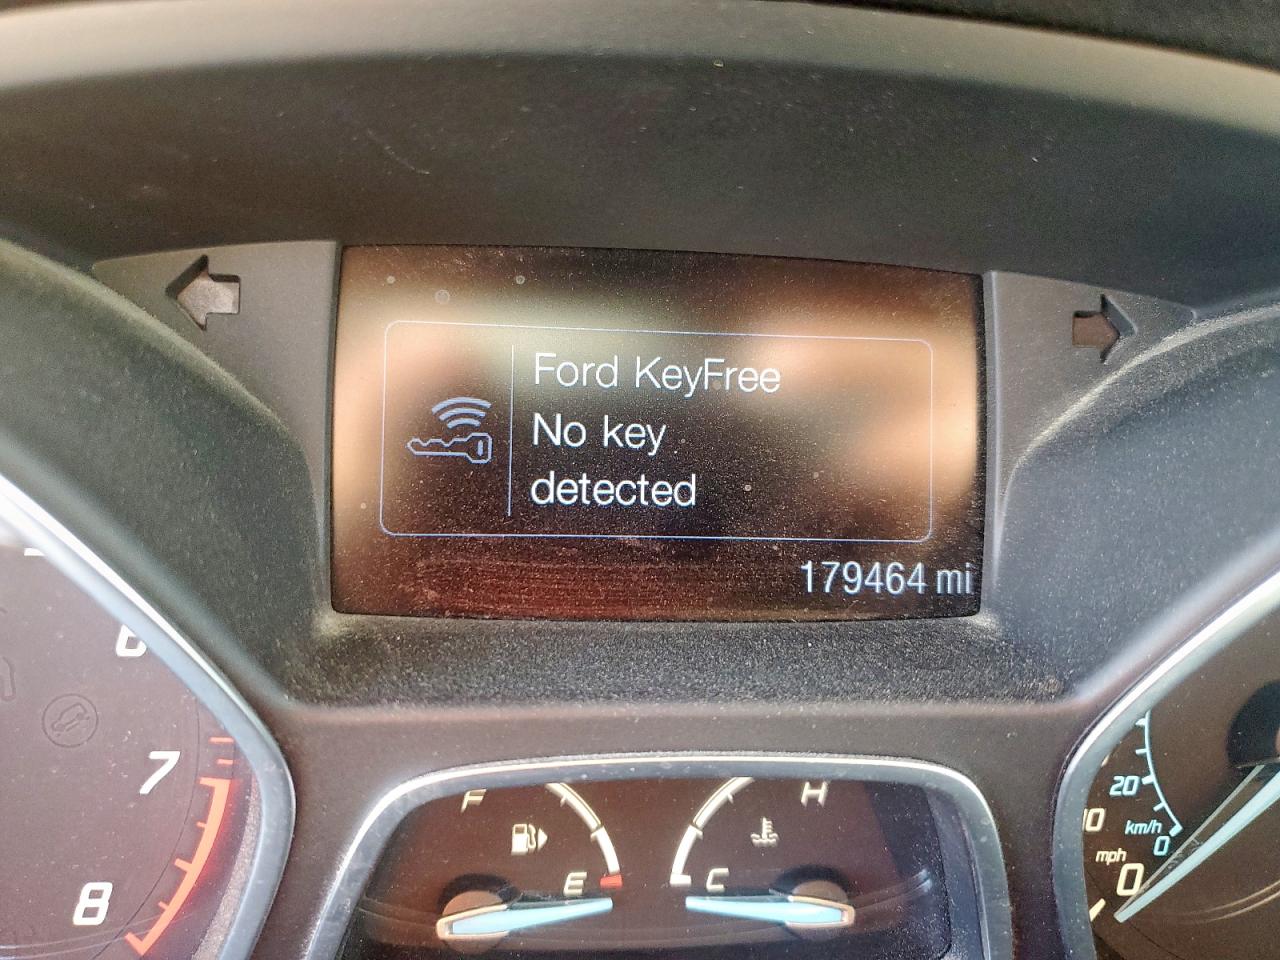 Ford KeyFree
No key
detected
179464 mi
6
7
8
F
E
H
C
20
km/h
0
10
mph
0